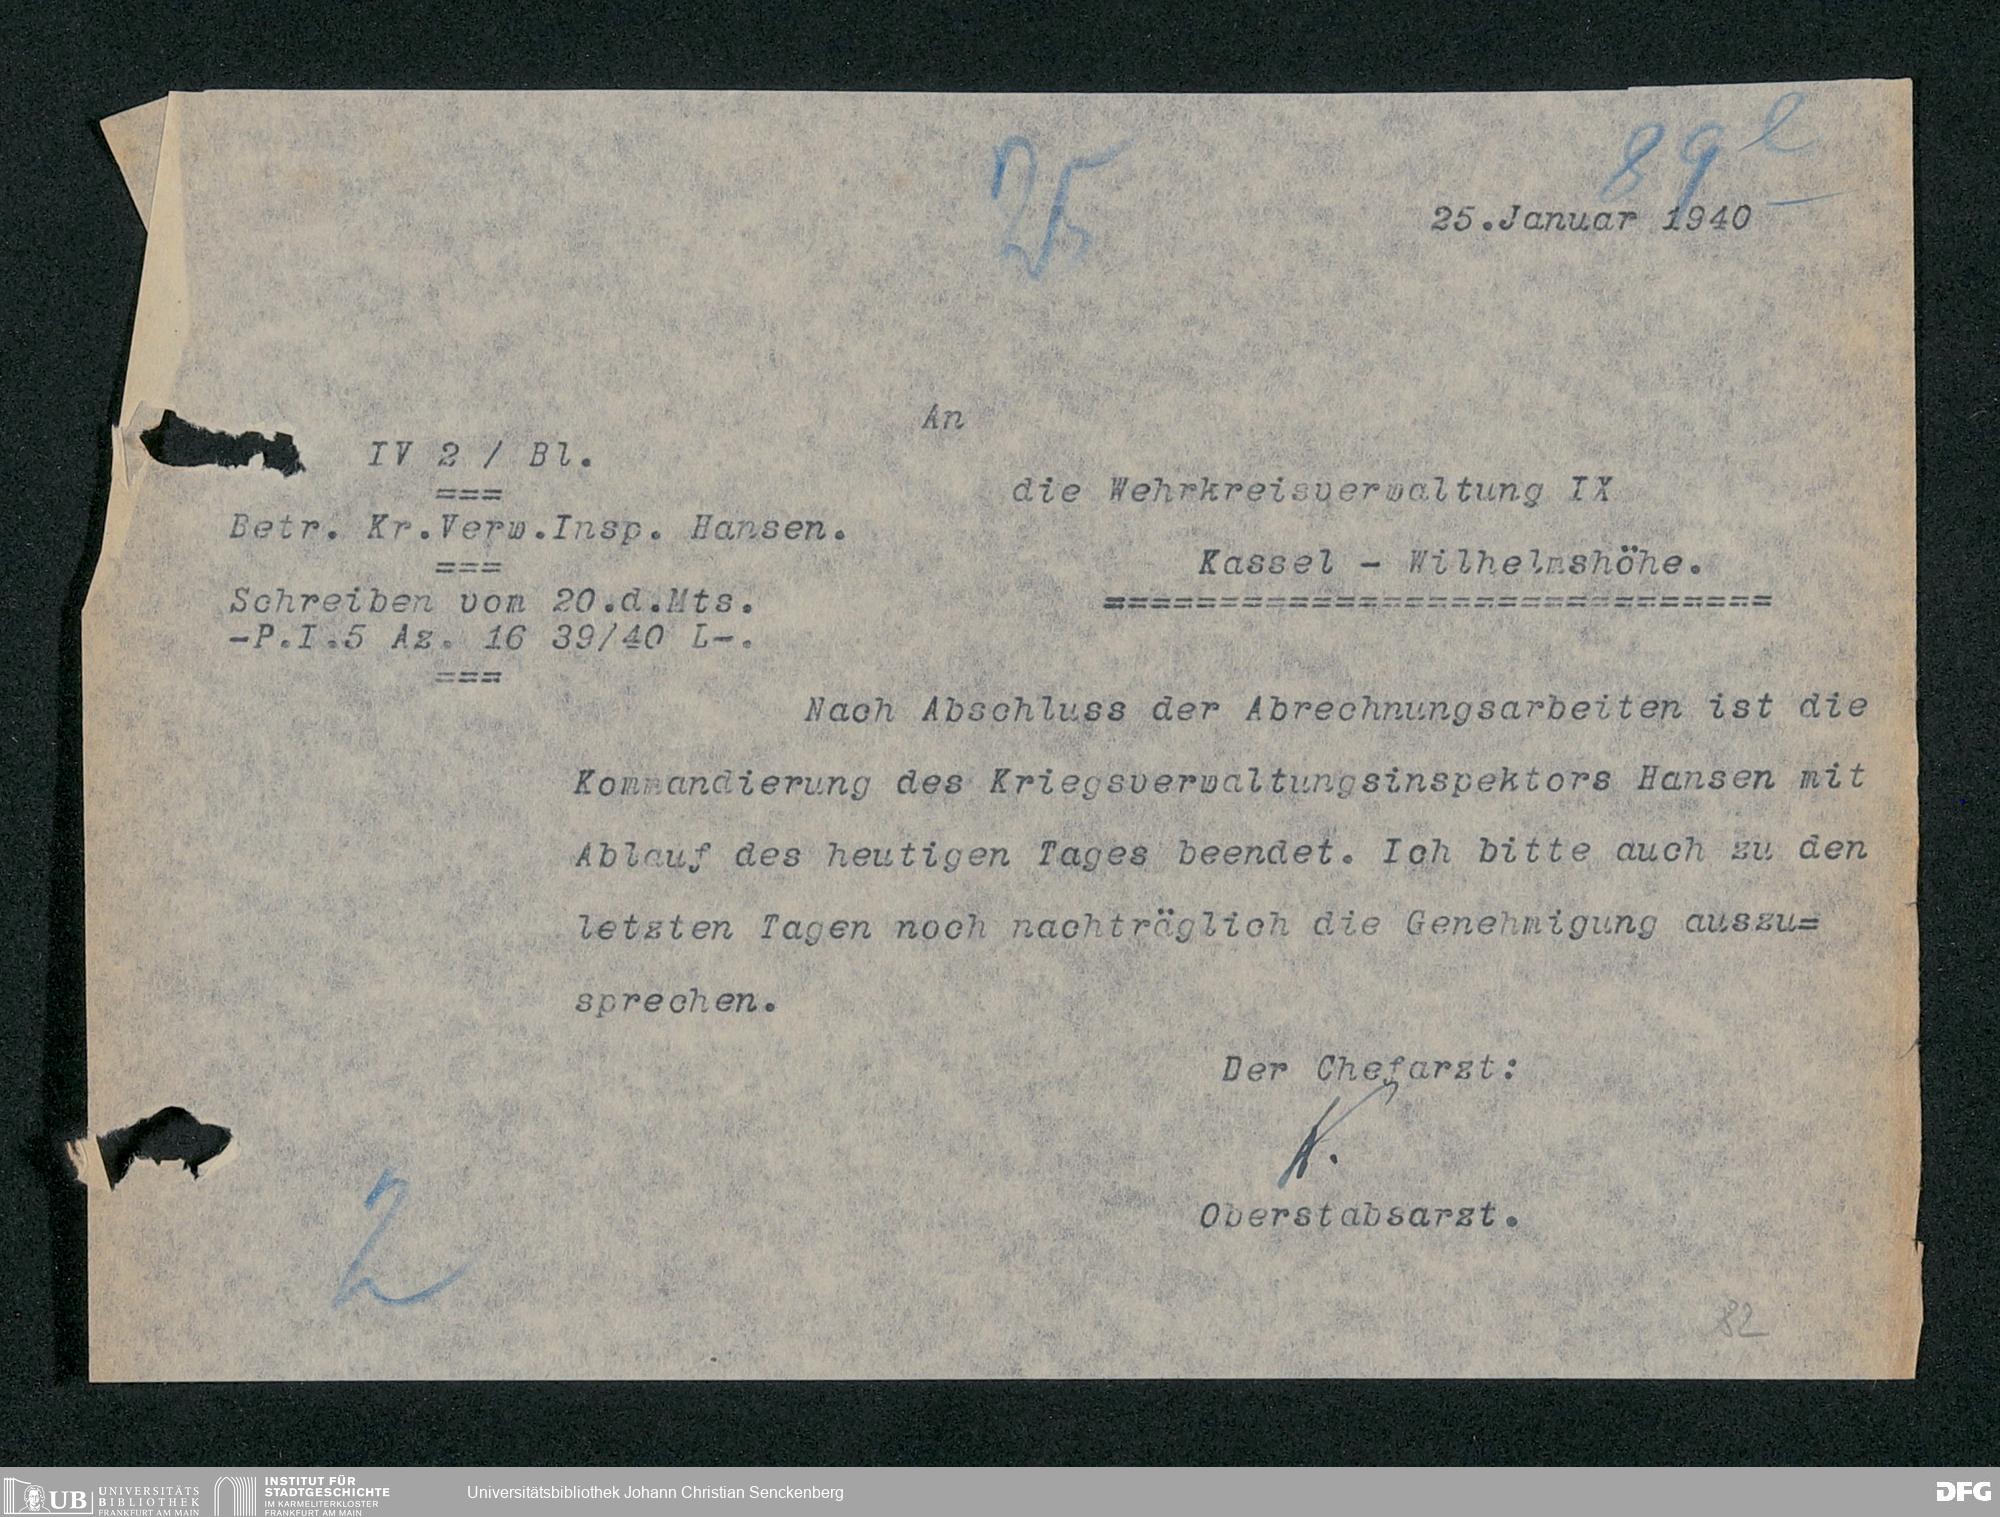 89 e
25
25.Januar 1940
An
IV 2 / Bl.
===
die Wehrkreisverwaltung IX
Betr. Kr.Verw.Insp. Hansen.
===
Kassel - Wilhelmshöhe.
=============================
Schreiben vom 20.d.Mts.
-P.I.5 Az. 16 39/40 L-.
===
Nach Abschluss der Abrechnungsarbeiten ist die
Kommandierung des Kriegsverwaltungsinspektors Hansen mit
Ablauf des heutigen Tages beendet. Ich bitte auch zu den
letzten Tagen noch nachträglich die Genehmigung auszu=
sprechen.
Der Chefarzt:
K.
Oberstabsarzt.
2
82
UB UNIVERSITÄTS
BIBLIOTHEK
FRANKFURT AM MAIN
INSTITUT FÜR
STADTGESCHICHTE
IM KARMELITERKLOSTER
FRANKFURT AM MAIN
Universitätsbibliothek Johann Christian Senckenberg
DFG